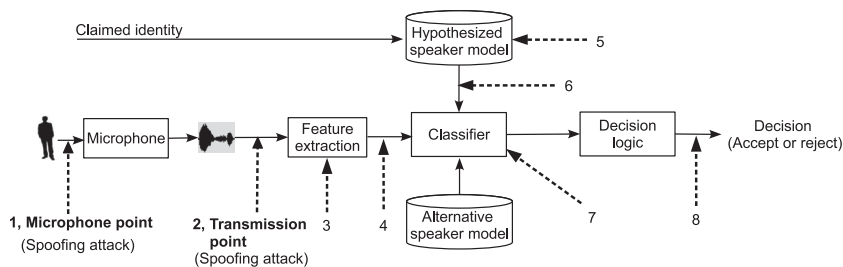 Claimed identity
Hypothesized
speaker model
5
6
Microphone
Feature
extraction
Classifier
Decision
logic
Decision
(Accept or reject)
1, Microphone point
(Spoofing attack)
2, Transmission
point
(Spoofing attack)
3
4
Alternative
speaker model
7
8